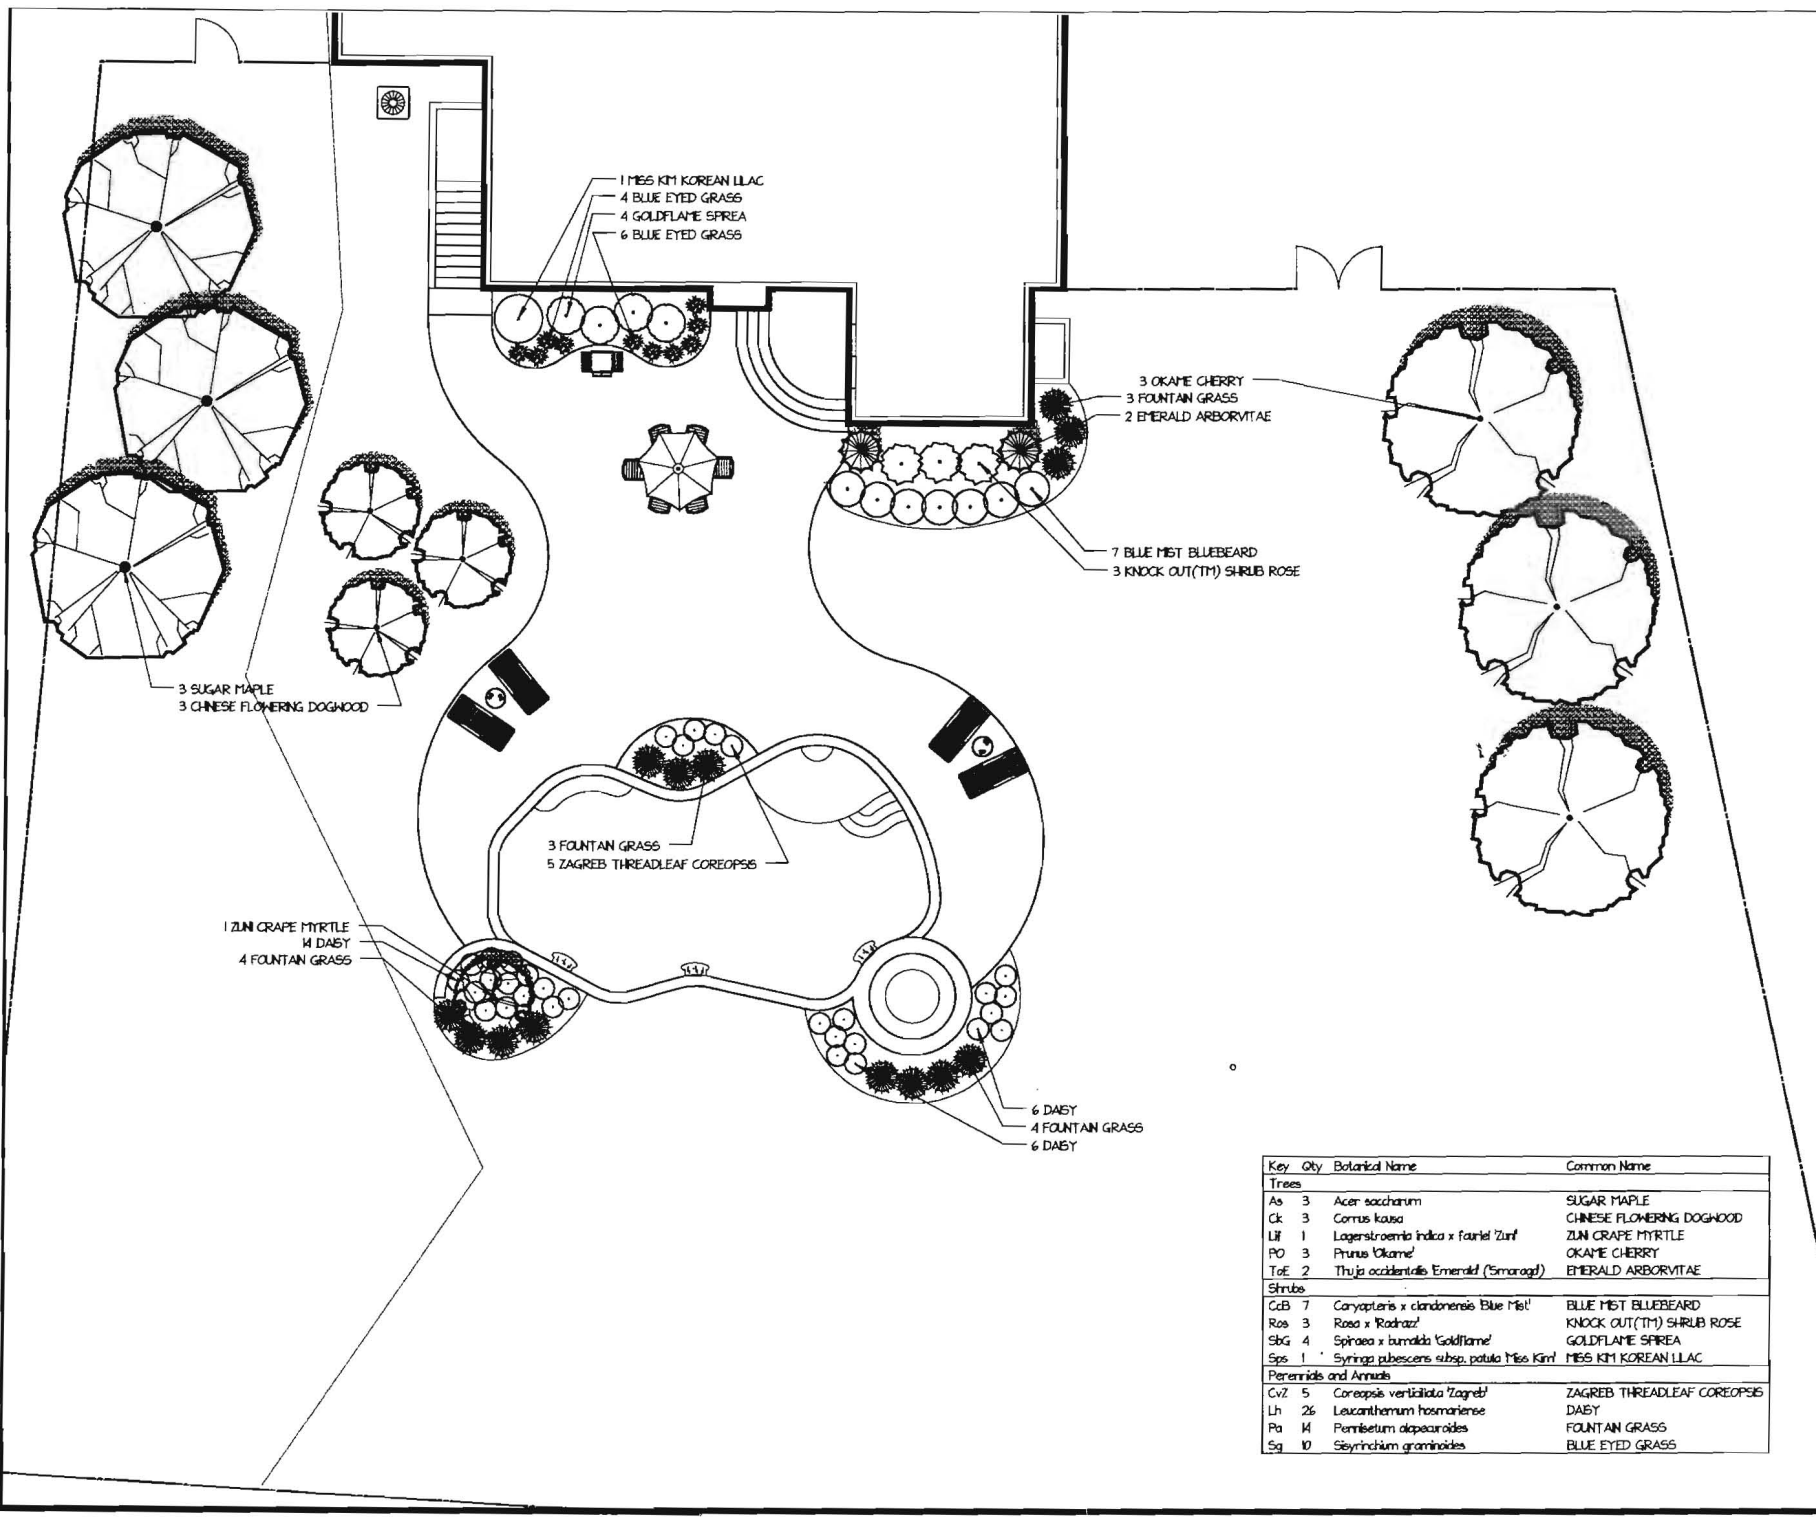 1 MISS KIM KOREAN LILAC
4 BLUE EYED GRASS
4 GOLDFLAME SPIREA
6 BLUE EYED GRASS
3 OKAME CHERRY
3 FOUNTAIN GRASS
2 EMERALD ARBORVITAE
7 BLUE MIST BLUEBEARD
3 KNOCK OUT(TM) SHRUB ROSE
3 SUGAR MAPLE
3 CHINESE FLOWERING DOGWOOD
3 FOUNTAIN GRASS
5 ZAGREB THREADLEAF COREOPSIS
1 ZUNI CRAPE MYRTLE
14 DAISY
4 FOUNTAIN GRASS
6 DAISY
4 FOUNTAIN GRASS
6 DAISY
Key Qty Botanical Name Common Name
Trees
As 3 Acer saccharum SUGAR MAPLE
Ck 3 Cornus kousa CHINESE FLOWERING DOGWOOD
Lif 1 Lagerstroemia indica x fauriei 'Zuni' ZUNI CRAPE MYRTLE
PO 3 Prunus 'Okame' OKAME CHERRY
ToE 2 Thuja occidentalis 'Emerald' ('Smaragd') EMERALD ARBORVITAE
Shrubs
CcB 7 Caryopteris x clandonensis 'Blue Mist' BLUE MIST BLUEBEARD
Ros 3 Rosa x 'Radrazz' KNOCK OUT(TM) SHRUB ROSE
SbG 4 Spiraea x bumalda 'Goldflame' GOLDFLAME SPIREA
Sps 1 Syringa pubescens subsp. patula 'Miss Kim' MISS KIM KOREAN LILAC
Perennials and Annuals
CvZ 5 Coreopsis verticillata 'Zagreb' ZAGREB THREADLEAF COREOPSIS
Lh 26 Leucanthemum hosmariense DAISY
Pa 14 Pennisetum alopecuroides FOUNTAIN GRASS
Sg 10 Sisyrinchium graminoides BLUE EYED GRASS